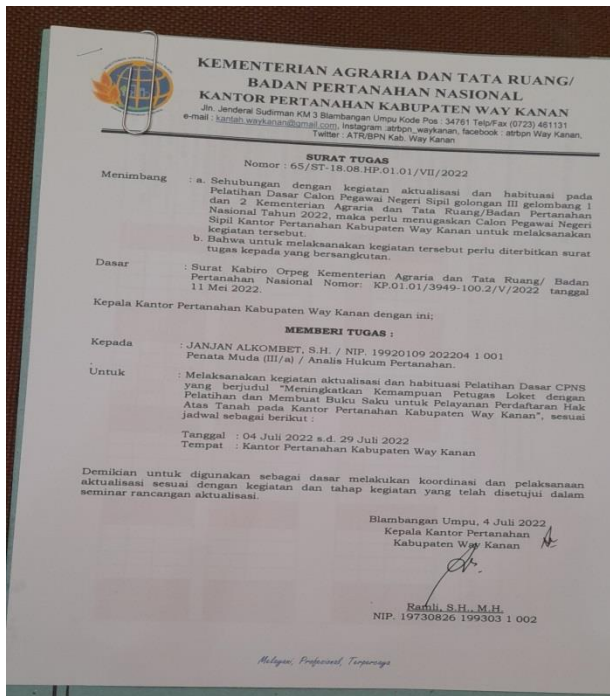 KEMENTERIAN AGRARIA DAN TATA RUANG/
BADAN PERTANAHAN NASIONAL
KANTOR PERTANAHAN KABUPATEN WAY KANAN
Jln. Jenderal Sudirman KM 3 Blambangan Umpu Kode Pos : 34761 Telp/Fax (0723) 461131
e-mail : kantah.waykanan@gmail.com, Instagram :atrbpn_waykanan, facebook : atrbpn Way Kanan,
Twitter : ATR/BPN Kab. Way Kanan
SURAT TUGAS
Nomor : 65/ST-18.08.HP.01.01/VII/2022
Menimbang : a. Sehubungan dengan kegiatan aktualisasi dan habituasi pada
Pelatihan Dasar Calon Pegawai Negeri Sipil golongan III gelombang 1
dan 2 Kementerian Agraria dan Tata Ruang/Badan Pertanahan
Nasional Tahun 2022, maka perlu menugaskan Calon Pegawai Negeri
Sipil Kantor Pertanahan Kabupaten Way Kanan untuk melaksanakan
kegiatan tersebut.
b. Bahwa untuk melaksanakan kegiatan tersebut perlu diterbitkan surat
tugas kepada yang bersangkutan.
Dasar : Surat Kabiro Orpeg Kementerian Agraria dan Tata Ruang/ Badan
Pertanahan Nasional Nomor: KP.01.01/3949-100.2/V/2022 tanggal
11 Mei 2022.
Kepala Kantor Pertanahan Kabupaten Way Kanan dengan ini;
MEMBERI TUGAS :
Kepada : JANJAN ALKOMBET, S.H. / NIP. 19920109 202204 1 001
Penata Muda (III/a) / Analis Hukum Pertanahan.
Untuk : Melaksanakan kegiatan aktualisasi dan habituasi Pelatihan Dasar CPNS
yang berjudul "Meningkatkan Kemampuan Petugas Loket dengan
Pelatihan dan Membuat Buku Saku untuk Pelayanan Perdaftaran Hak
Atas Tanah pada Kantor Pertanahan Kabupaten Way Kanan", sesuai
jadwal sebagai berikut :
Tanggal : 04 Juli 2022 s.d. 29 Juli 2022
Tempat : Kantor Pertanahan Kabupaten Way Kanan
Demikian untuk digunakan sebagai dasar melakukan koordinasi dan pelaksanaan
aktualisasi sesuai dengan kegiatan dan tahap kegiatan yang telah disetujui dalam
seminar rancangan aktualisasi.
Blambangan Umpu, 4 Juli 2022
Kepala Kantor Pertanahan
Kabupaten Way Kanan
Ramli, S.H., M.H.
NIP. 19730826 199303 1 002
Melayani, Profesional, Terpercaya